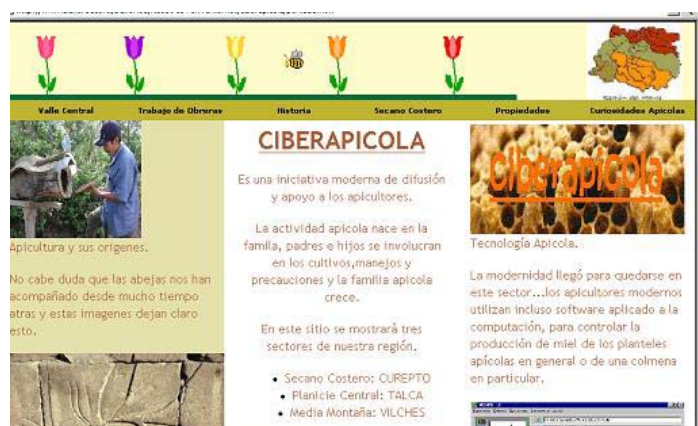 Valle Central Trabajo de Obreras Historia Secano Costero Propiedades Curiosidades Apicolas
Apicultura y sus origenes.
No cabe duda que las abejas nos han
acompañado desde mucho tiempo
atras y estas imagenes dejan claro
esto.
CIBERAPICOLA
Es una iniciativa moderna de difusión
y apoyo a los apicultores.
La actividad apicola nace en la
famila, padres e hijos se involucran
en los cultivos,manejos y
precauciones y la familia apicola
crece.
En este sitio se mostrará tres
sectores de nuestra región.
Secano Costero: CUREPTO
Planicie Central: TALCA
Media Montaña: VILCHES
Ciberapicola
Tecnología Apicola.
La modernidad llegó para quedarse en
este sector...los apicultores modernos
utilizan incluso software aplicado a la
computación, para controlar la
producción de miel de los planteles
apícolas en general o de una colmena
en particular.